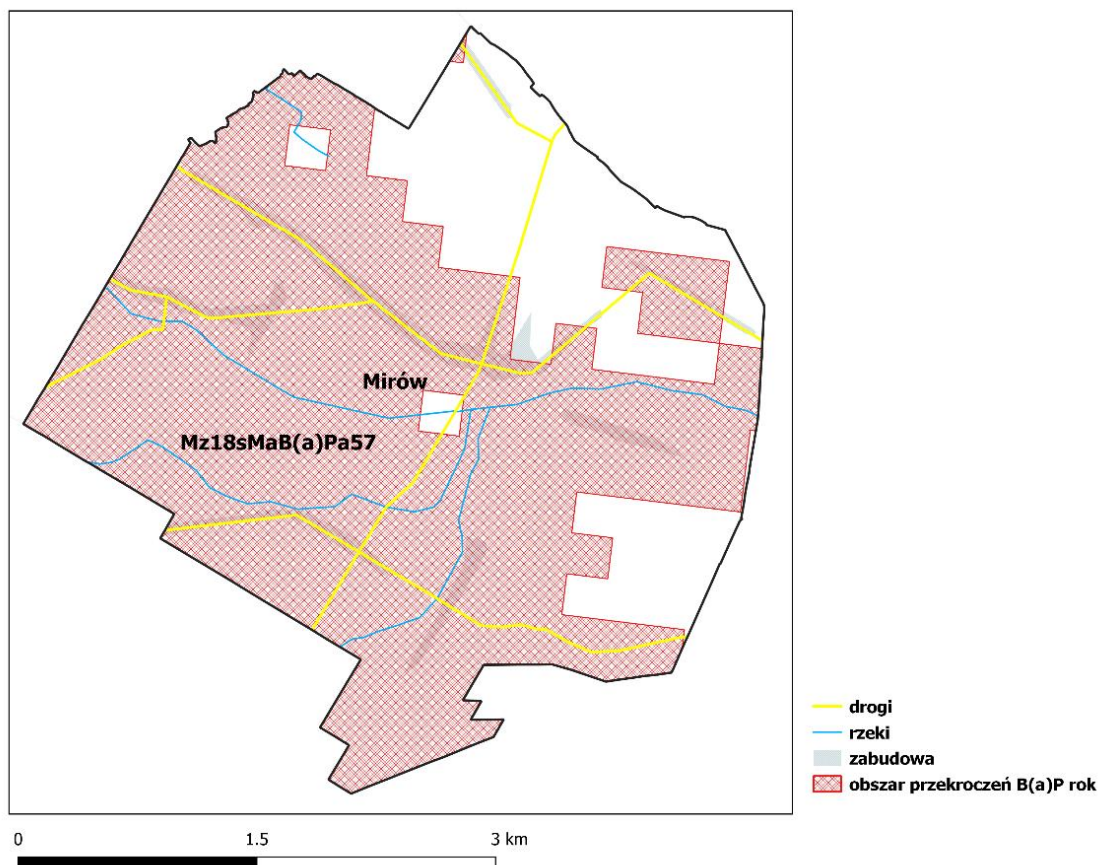 Mirów
Mz18sMaB(a)Pa57
drogi
rzeki
zabudowa
obszar przekroczeń B(a)P rok
0 1.5 3 km